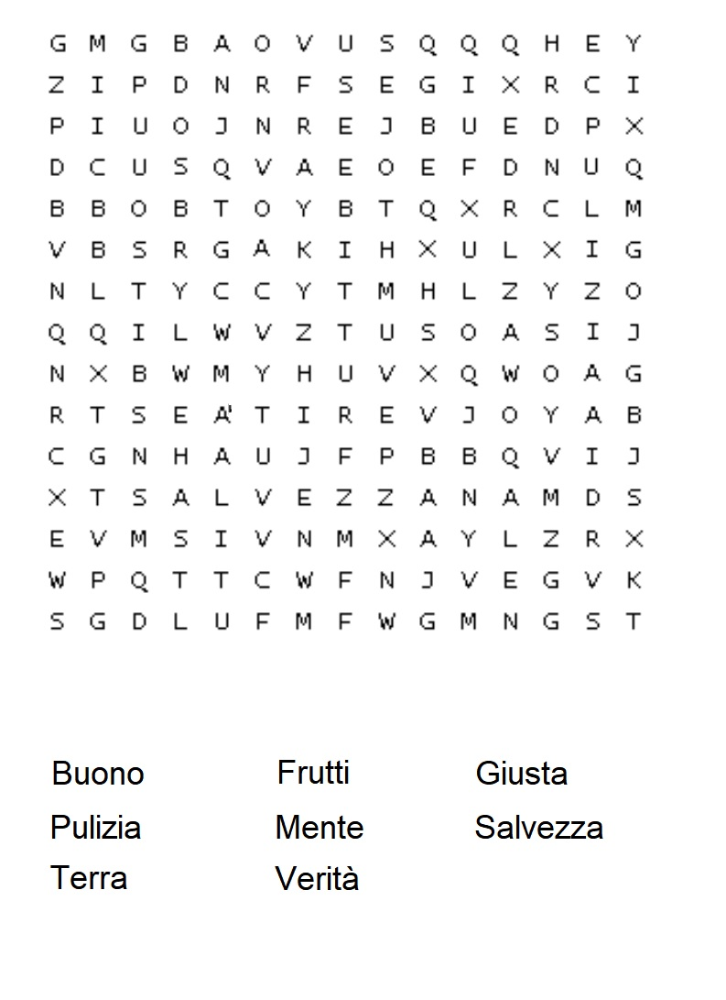 G M G B A O V U S Q Q Q H E Y
Z I P D N R F S E G I X R C I
P I U O J N R E J B U E D P X
D C U S Q V A E O E F D N U Q
B B O B T O Y B T Q X R C L M
V B S R G A K I H X U L X I G
N L T Y C C Y T M H L Z Y Z O
Q Q I L W V Z T U S O A S I J
N X B W M Y H U V X Q W O A G
R T S E A' T I R E V J O Y A B
C G N H A U J F P B B Q V I J
X T S A L V E Z Z A N A M D S
E V M S I V N M X A Y L Z R X
W P Q T T C W F N J V E G V K
S G D L U F M F W G M N G S T
Buono Frutti Giusta
Pulizia Mente Salvezza
Terra Verità